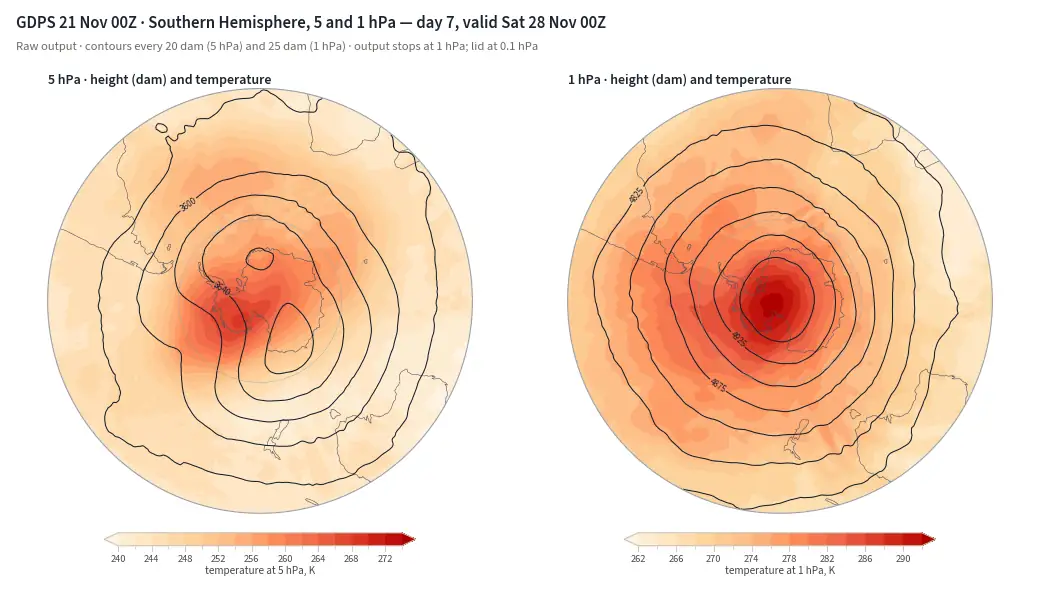 GDPS 21 Nov 00Z · Southern Hemisphere, 5 and 1 hPa — day 7, valid Sat 28 Nov 00Z
Raw output · contours every 20 dam (5 hPa) and 25 dam (1 hPa) · output stops at 1 hPa; lid at 0.1 hPa
5 hPa · height (dam) and temperature
1 hPa · height (dam) and temperature
3600
3640
4825
4925
4875
240 244 248 252 256 260 264 268 272
temperature at 5 hPa, K
262 266 270 274 278 282 286 290
temperature at 1 hPa, K